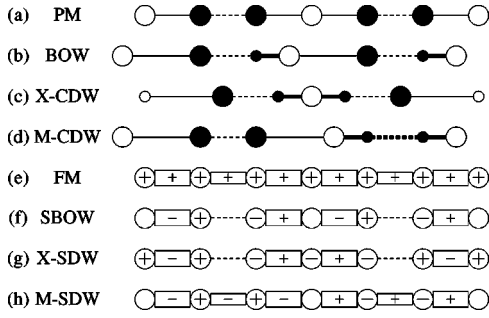 (a) PM
(b) BOW
(c) X-CDW
(d) M-CDW
(e) FM + + + + + + + + + + + + +
(f) SBOW − + − + − + − +
(g) X-SDW + − + − + + + − − +
(h) M-SDW − + − + − + − + − +